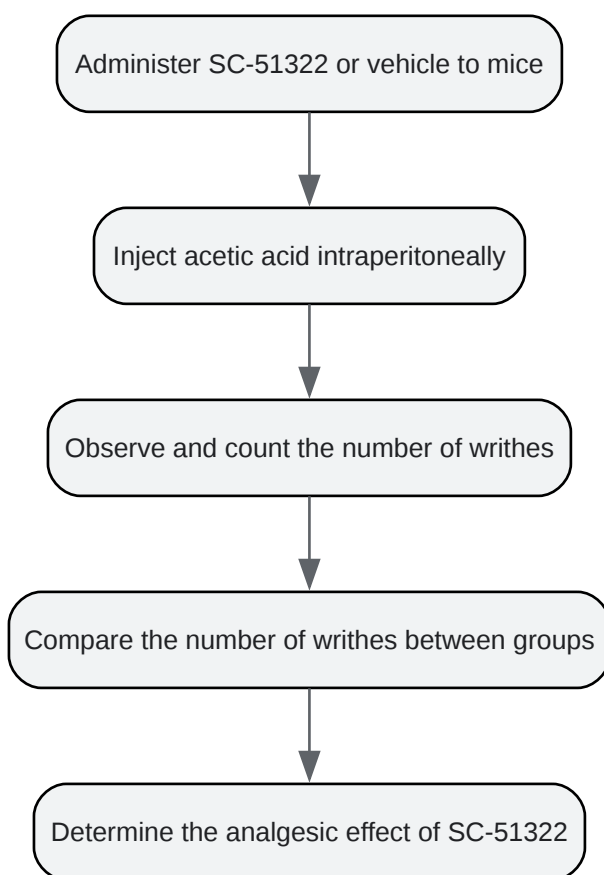 Administer SC-51322 or vehicle to mice
Inject acetic acid intraperitoneally
Observe and count the number of writhes
Compare the number of writhes between groups
Determine the analgesic effect of SC-51322